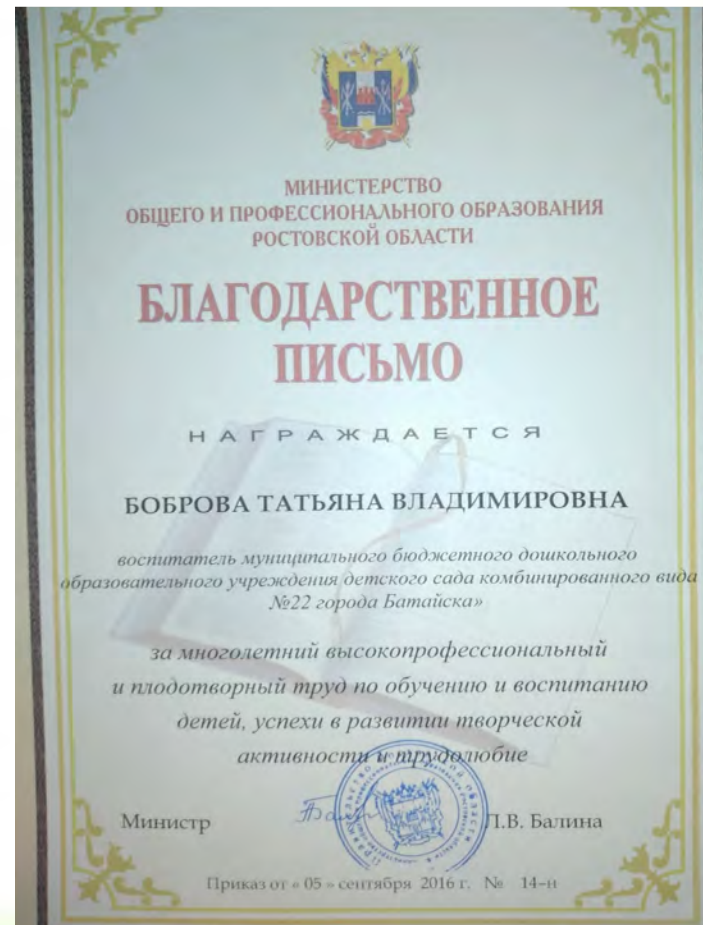 МИНИСТЕРСТВО
ОБЩЕГО И ПРОФЕССИОНАЛЬНОГО ОБРАЗОВАНИЯ
РОСТОВСКОЙ ОБЛАСТИ
БЛАГОДАРСТВЕННОЕ
ПИСЬМО
НАГРАЖДАЕТСЯ
БОБРОВА ТАТЬЯНА ВЛАДИМИРОВНА
воспитатель муниципального бюджетного дошкольного
образовательного учреждения детского сада комбинированного вида
№22 города Батайска»
за многолетний высокопрофессиональный
и плодотворный труд по обучению и воспитанию
детей, успехи в развитии творческой
активности и трудолюбие
Министр Л.В. Балина
Приказ от « 05 » сентября 2016 г. № 14-н